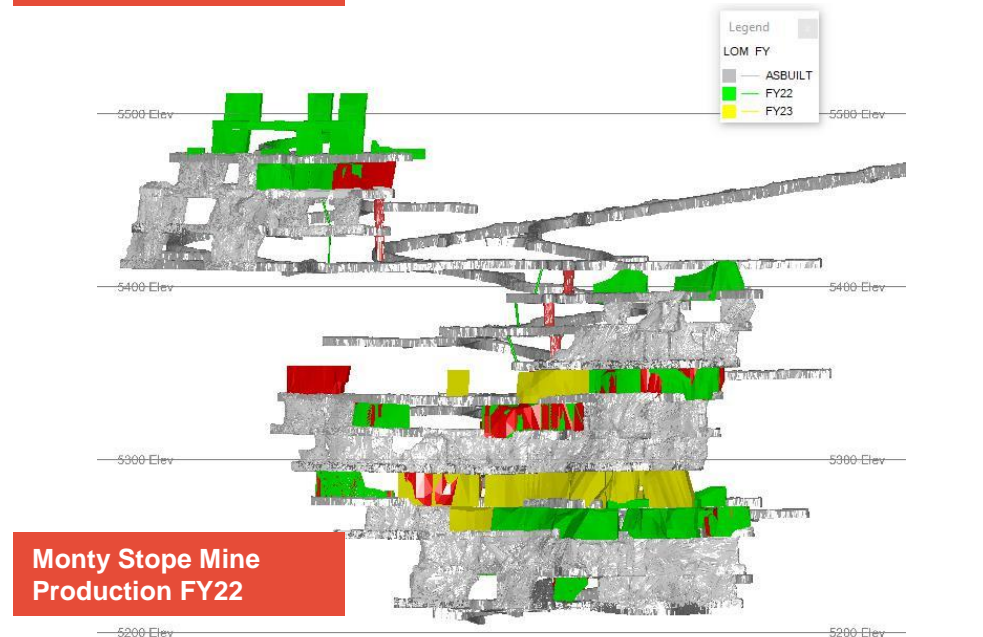 Legend
LOM FY
ASBUILT
FY22
FY23
5500 Elev 5500 Elev
5400 Elev 5400 Elev
5300 Elev 5300 Elev
Monty Stope Mine
Production FY22
5200 Elev 5200 Elev